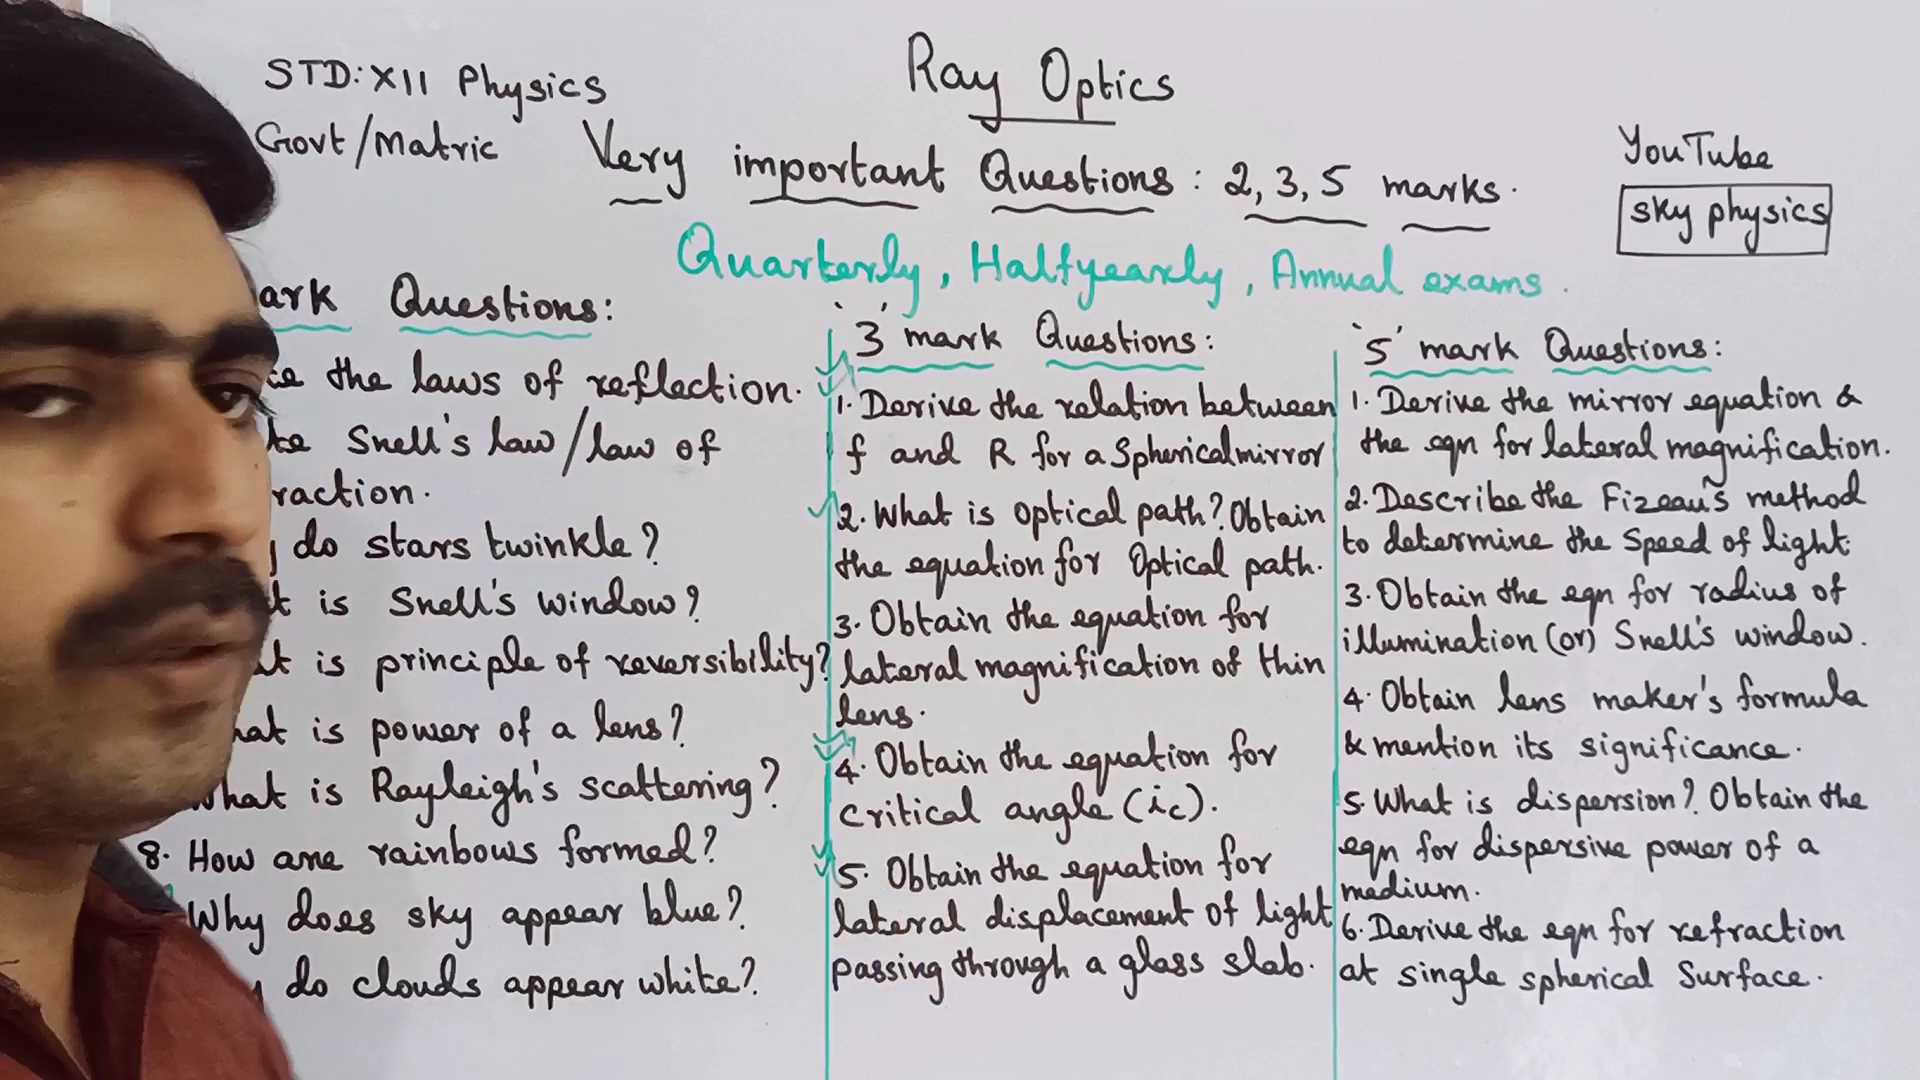 STD: XII Physics
Govt/Matric
Ray Optics
Very important Questions: 2, 3, 5 marks.
Quarterly, Halfyearly, Annual exams.
YouTube
sky physics
Questions:
the laws of reflection.
Snell's law/law of
do stars twinkle?
is Snell's window?
is principle of reversibility?
is power of a lens?
What is Rayleigh's scattering?
8. How are rainbows formed?
Why does sky appear blue?
do clouds appear white?
'3' mark Questions:
1. Derive the relation between
f and R for a Spherical mirror
2. What is optical path? Obtain
the equation for Optical path.
3. Obtain the equation for
lateral magnification of thin
lens.
4. Obtain the equation for
critical angle (ic).
5. Obtain the equation for
lateral displacement of light
passing through a glass slab.
'5' mark Questions:
1. Derive the mirror equation &
the eqn for lateral magnification.
2. Describe the Fizeau's method
to determine the Speed of light.
3. Obtain the eqn for radius of
illumination (or) Snell's window.
4. Obtain lens maker's formula
& mention its significance.
5. What is dispersion? Obtain the
eqn for dispersive power of a
medium.
6. Derive the eqn for refraction
at single spherical Surface.